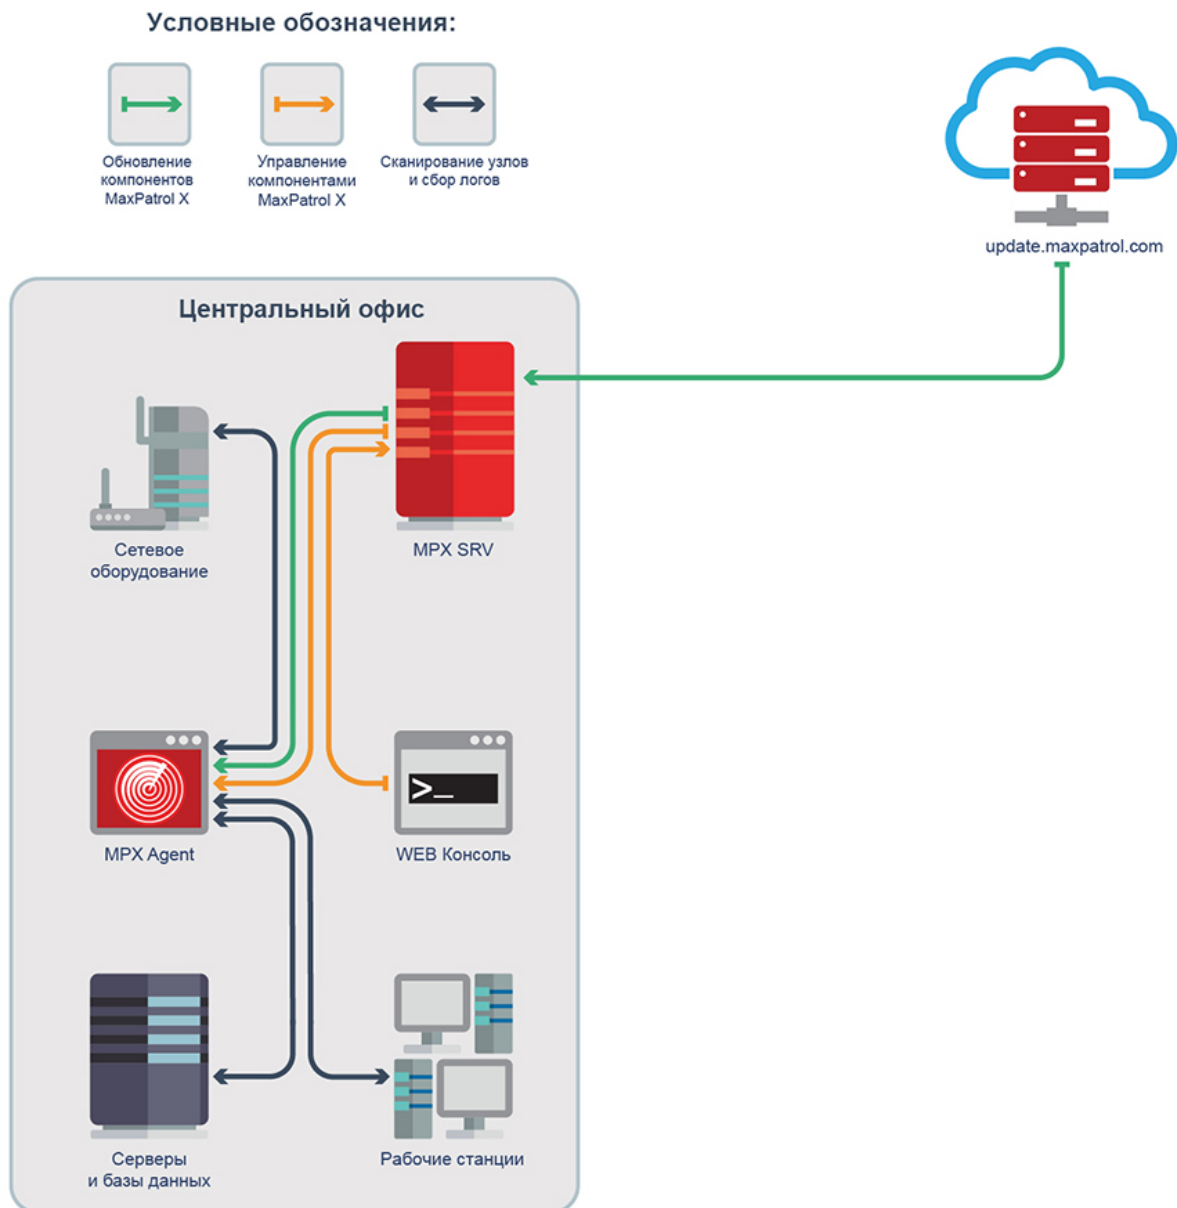 Условные обозначения:
Обновление
компонентов
MaxPatrol X
Управление
компонентами
MaxPatrol X
Сканирование узлов
и сбор логов
update.maxpatrol.com
Центральный офис
Сетевое
оборудование
MPX SRV
MPX Agent
>_
WEB Консоль
Серверы
и базы данных
Рабочие станции